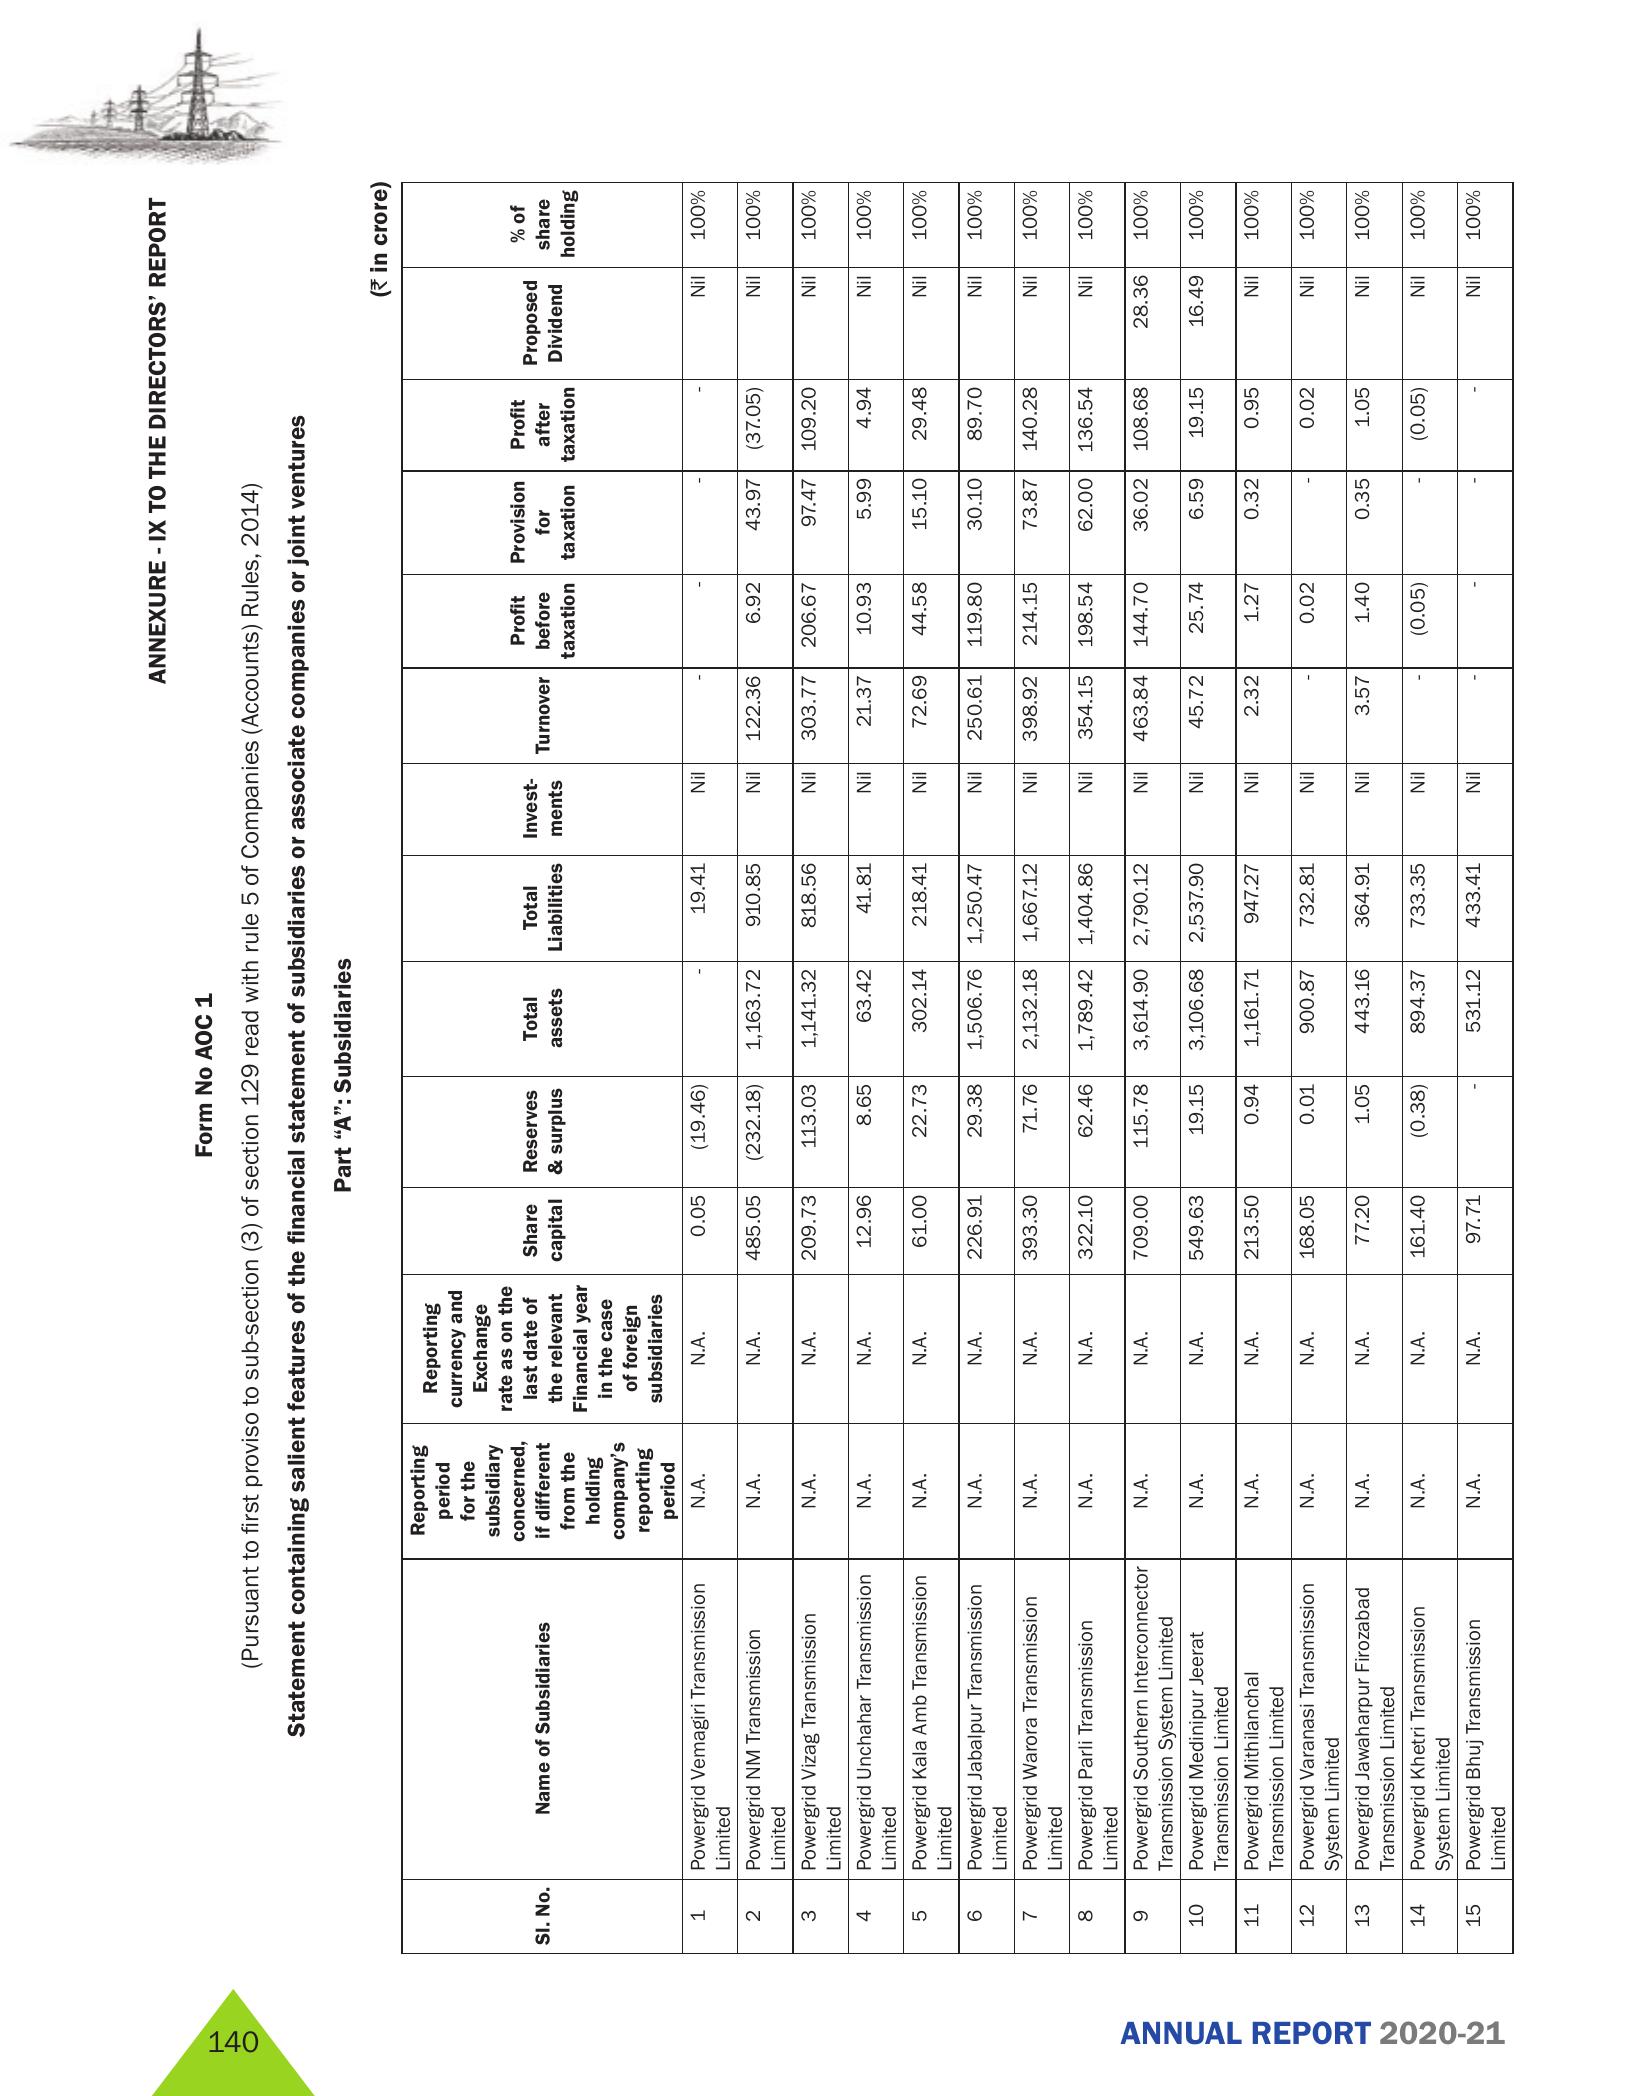 ANNEXURE - IX TO THE DIRECTORS' REPORT
Form No AOC 1
(Pursuant to first proviso to sub-section (3) of section 129 read with rule 5 of Companies (Accounts) Rules, 2014)
Statement containing salient features of the financial statement of subsidiaries or associate companies or joint ventures
Part “A”: Subsidiaries
(₹ in crore)
Sl. No. Name of Subsidiaries Reporting period for the subsidiary concerned, if different from the holding company's reporting period Reporting currency and Exchange rate as on the last date of the relevant Financial year in the case of foreign subsidiaries Share capital Reserves & surplus Total assets Total Liabilities Invest-ments Turnover Profit before taxation Provision for taxation Profit after taxation Proposed Dividend % of share holding
1 Powergrid Vemagiri Transmission Limited N.A. N.A. 0.05 (19.46) - 19.41 Nil - - - - Nil 100%
2 Powergrid NM Transmission Limited N.A. N.A. 485.05 (232.18) 1,163.72 910.85 Nil 122.36 6.92 43.97 (37.05) Nil 100%
3 Powergrid Vizag Transmission Limited N.A. N.A. 209.73 113.03 1,141.32 818.56 Nil 303.77 206.67 97.47 109.20 Nil 100%
4 Powergrid Unchahar Transmission Limited N.A. N.A. 12.96 8.65 63.42 41.81 Nil 21.37 10.93 5.99 4.94 Nil 100%
5 Powergrid Kala Amb Transmission Limited N.A. N.A. 61.00 22.73 302.14 218.41 Nil 72.69 44.58 15.10 29.48 Nil 100%
6 Powergrid Jabalpur Transmission Limited N.A. N.A. 226.91 29.38 1,506.76 1,250.47 Nil 250.61 119.80 30.10 89.70 Nil 100%
7 Powergrid Warora Transmission Limited N.A. N.A. 393.30 71.76 2,132.18 1,667.12 Nil 398.92 214.15 73.87 140.28 Nil 100%
8 Powergrid Parli Transmission Limited N.A. N.A. 322.10 62.46 1,789.42 1,404.86 Nil 354.15 198.54 62.00 136.54 Nil 100%
9 Powergrid Southern Interconnector Transmission System Limited N.A. N.A. 709.00 115.78 3,614.90 2,790.12 Nil 463.84 144.70 36.02 108.68 28.36 100%
10 Powergrid Medinipur Jeerat Transmission Limited N.A. N.A. 549.63 19.15 3,106.68 2,537.90 Nil 45.72 25.74 6.59 19.15 16.49 100%
11 Powergrid Mithilanchal Transmission Limited N.A. N.A. 213.50 0.94 1,161.71 947.27 Nil 2.32 1.27 0.32 0.95 Nil 100%
12 Powergrid Varanasi Transmission System Limited N.A. N.A. 168.05 0.01 900.87 732.81 Nil - 0.02 - 0.02 Nil 100%
13 Powergrid Jawaharpur Firozabad Transmission Limited N.A. N.A. 77.20 1.05 443.16 364.91 Nil 3.57 1.40 0.35 1.05 Nil 100%
14 Powergrid Khetri Transmission System Limited N.A. N.A. 161.40 (0.38) 894.37 733.35 Nil - (0.05) - (0.05) Nil 100%
15 Powergrid Bhuj Transmission Limited N.A. N.A. 97.71 - 531.12 433.41 Nil - - - - Nil 100%
140
ANNUAL REPORT 2020-21